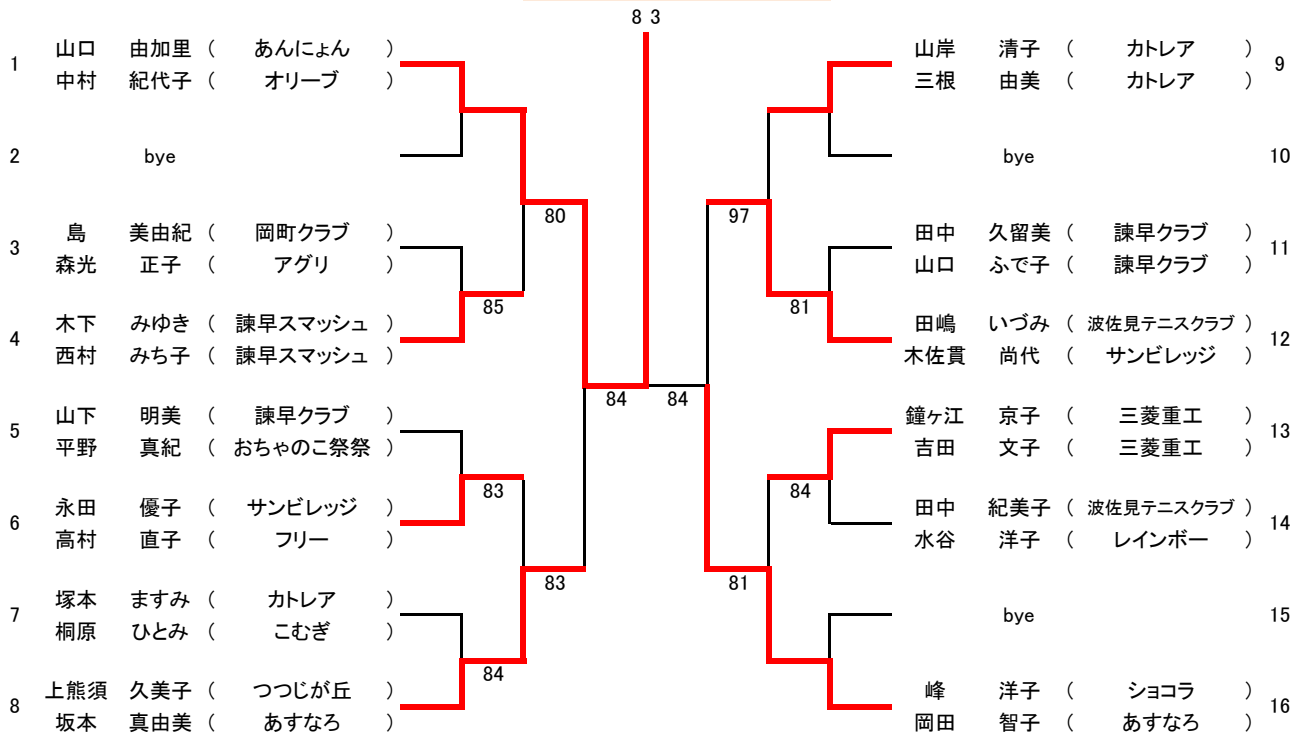 8 3
1 山口 由加里 ( あんにょん )
中村 紀代子 ( オリーブ )
2 bye
80
3 島 美由紀 ( 岡町クラブ )
森光 正子 ( アグリ )
85
4 木下 みゆき ( 諫早スマッシュ )
西村 みち子 ( 諫早スマッシュ )
84
5 山下 明美 ( 諫早クラブ )
平野 真紀 ( おちゃのこ祭祭 )
83
6 永田 優子 ( サンビレッジ )
高村 直子 ( フリー )
83
7 塚本 ますみ ( カトレア )
桐原 ひとみ ( こむぎ )
84
8 上熊須 久美子 ( つつじが丘 )
坂本 真由美 ( あすなろ )
山岸 清子 ( カトレア ) 9
三根 由美 ( カトレア )
bye 10
97
田中 久留美 ( 諫早クラブ ) 11
山口 ふで子 ( 諫早クラブ )
81
田嶋 いづみ ( 波佐見テニスクラブ ) 12
木佐貫 尚代 ( サンビレッジ )
84
鐘ヶ江 京子 ( 三菱重工 ) 13
吉田 文子 ( 三菱重工 )
84
田中 紀美子 ( 波佐見テニスクラブ ) 14
水谷 洋子 ( レインボー )
81
bye 15
峰 洋子 ( ショコラ ) 16
岡田 智子 ( あすなろ )